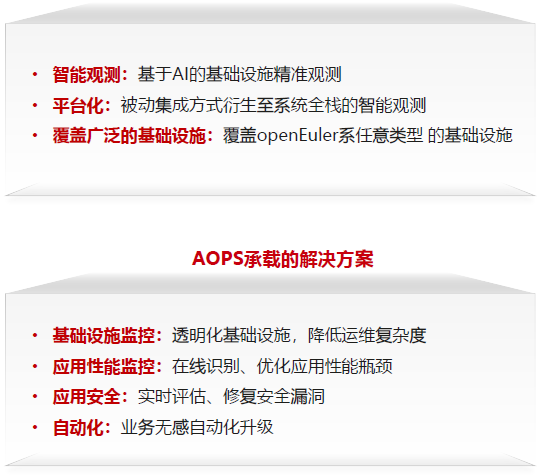 • 智能观测：基于AI的基础设施精准观测
• 平台化：被动集成方式衍生至系统全栈的智能观测
• 覆盖广泛的基础设施：覆盖openEuler系任意类型 的基础设施
AOPS承载的解决方案
• 基础设施监控：透明化基础设施，降低运维复杂度
• 应用性能监控：在线识别、优化应用性能瓶颈
• 应用安全：实时评估、修复安全漏洞
• 自动化：业务无感自动化升级